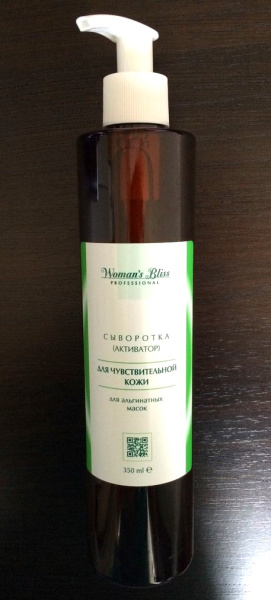 Woman's Bliss
PROFESSIONAL
СЫВОРОТКА
(АКТИВАТОР)
ДЛЯ ЧУВСТВИТЕЛЬНОЙ
КОЖИ
для альгинатных
масок
350 ml ℮